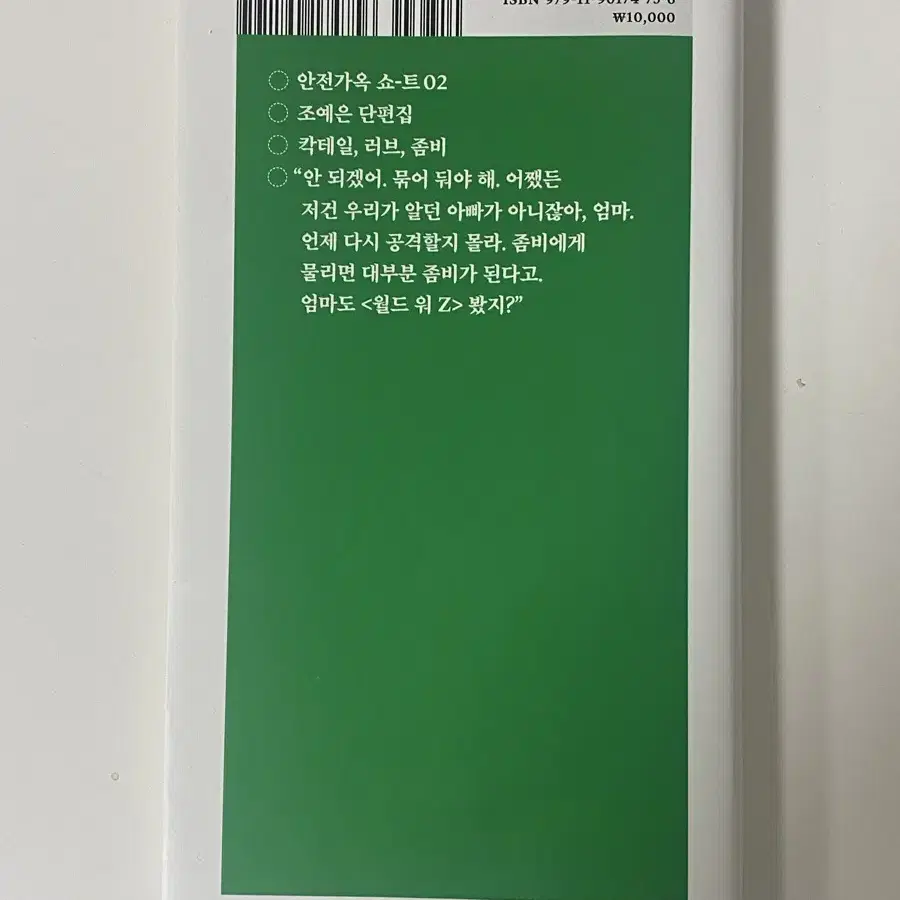 ₩10,000
안전가옥 쇼-트 02
조예은 단편집
칵테일, 러브, 좀비
“안 되겠어. 묶어 둬야 해. 어쨌든
저건 우리가 알던 아빠가 아니잖아, 엄마.
언제 다시 공격할지 몰라. 좀비에게
물리면 대부분 좀비가 된다고.
엄마도 <월드 워 Z> 봤지?”